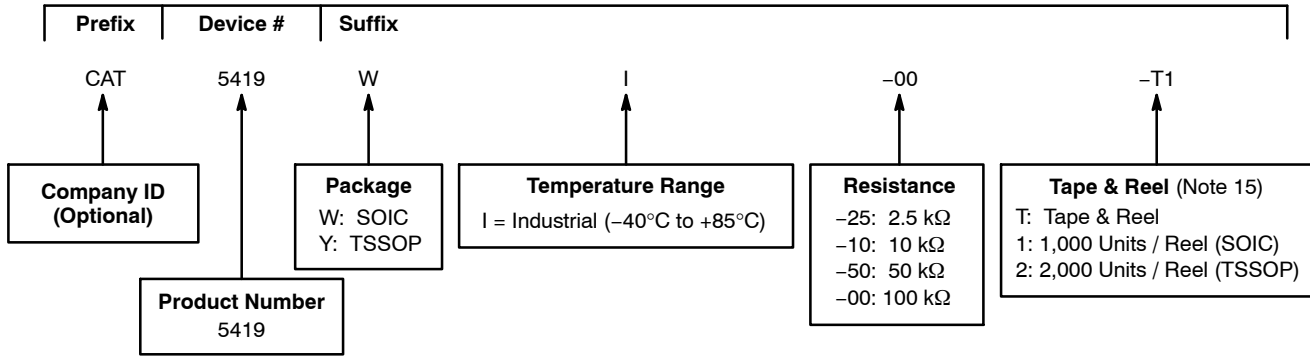 Prefix Device # Suffix
CAT 5419 W I −00 −T1
Company ID
(Optional)
Product Number
5419
Package
W: SOIC
Y: TSSOP
Temperature Range
I = Industrial (−40°C to +85°C)
Resistance
−25: 2.5 kΩ
−10: 10 kΩ
−50: 50 kΩ
−00: 100 kΩ
Tape & Reel (Note 15)
T: Tape & Reel
1: 1,000 Units / Reel (SOIC)
2: 2,000 Units / Reel (TSSOP)